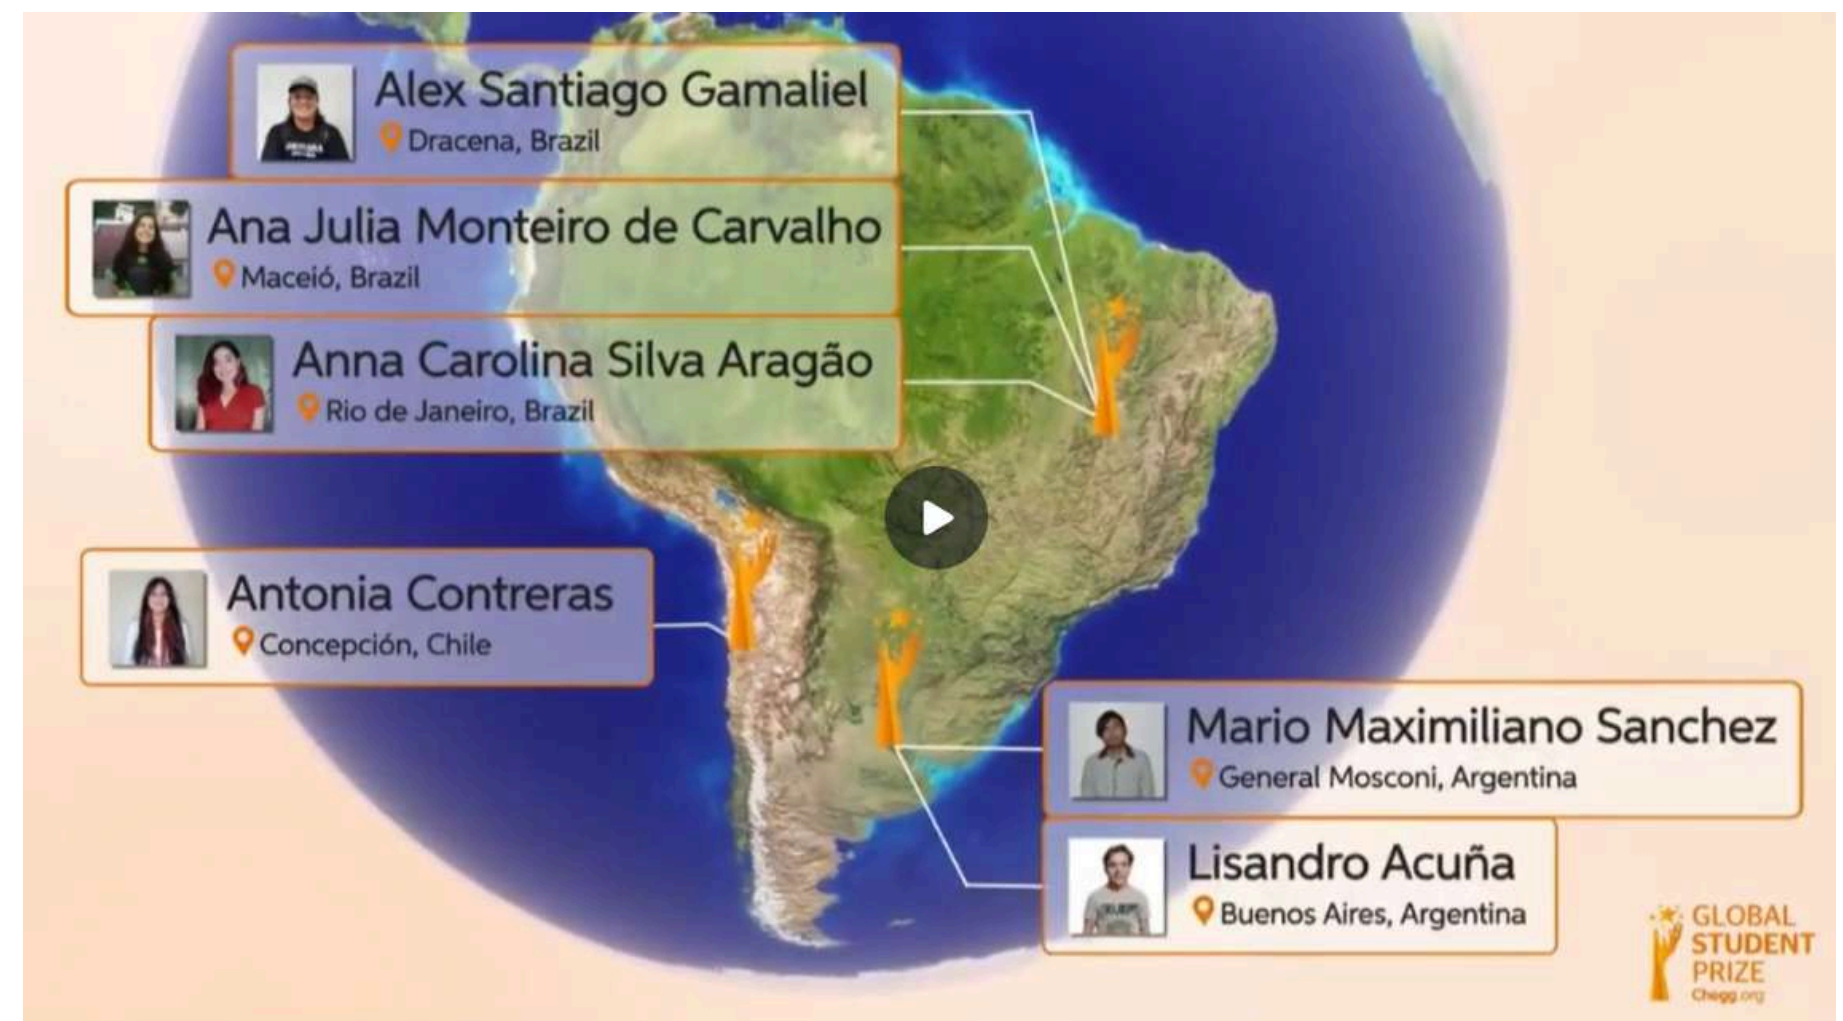 Alex Santiago Gamaliel
Dracena, Brazil
Ana Julia Monteiro de Carvalho
Maceió, Brazil
Anna Carolina Silva Aragão
Rio de Janeiro, Brazil
Antonia Contreras
Concepción, Chile
Mario Maximiliano Sanchez
General Mosconi, Argentina
Lisandro Acuña
Buenos Aires, Argentina
GLOBAL
STUDENT
PRIZE
Chegg.org